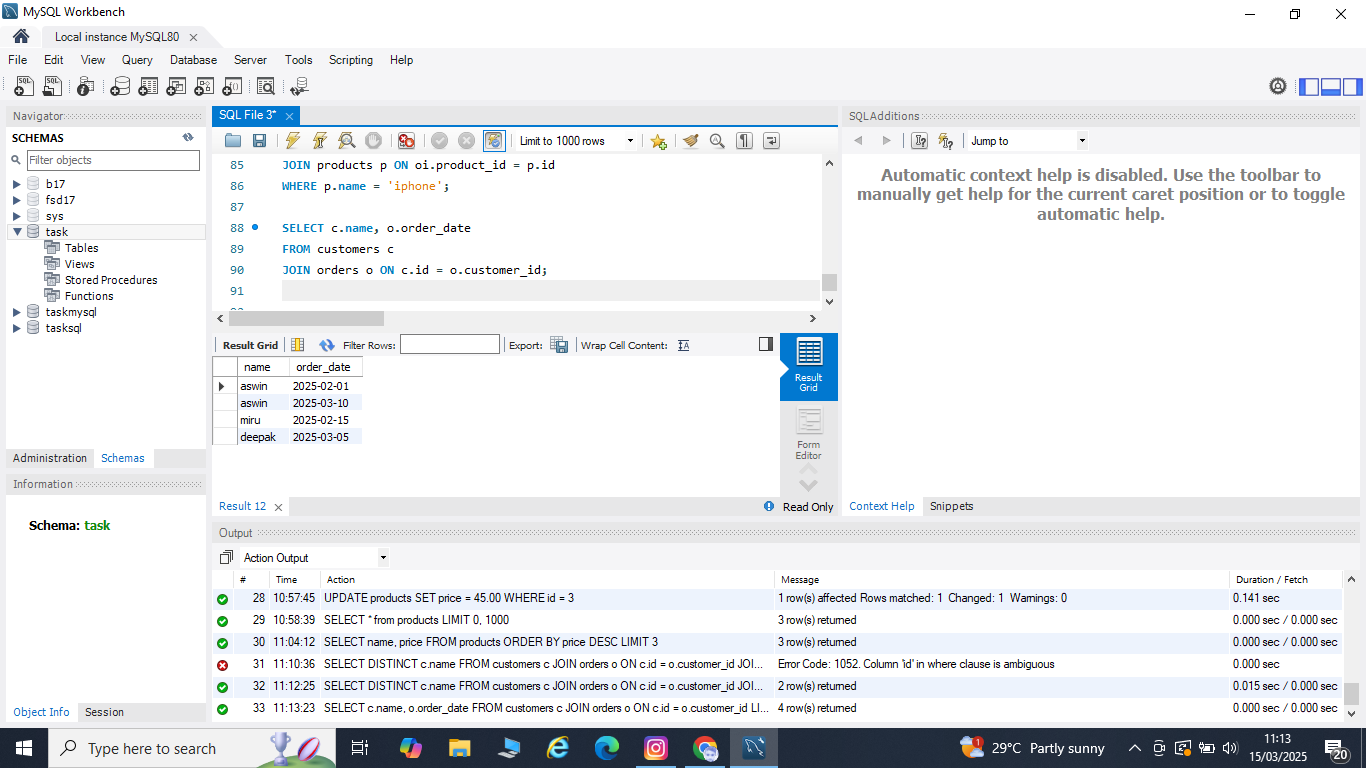 MySQL Workbench
Local instance MySQL80
File Edit View Query Database Server Tools Scripting Help
Navigator
SCHEMAS
Filter objects
b17
fsd17
sys
task
Tables
Views
Stored Procedures
Functions
taskmysql
tasksql
Administration Schemas
Information
Schema: task
Object Info Session
SQL File 3*
Limit to 1000 rows
85 JOIN products p ON oi.product_id = p.id
86 WHERE p.name = 'iphone';
87
88 SELECT c.name, o.order_date
89 FROM customers c
90 JOIN orders o ON c.id = o.customer_id;
91
Result Grid Filter Rows: Export: Wrap Cell Content:
name order_date
aswin 2025-02-01
aswin 2025-03-10
miru 2025-02-15
deepak 2025-03-05
Result Grid
Form Editor
Result 12
Read Only
SQLAdditions
Jump to
Automatic context help is disabled. Use the toolbar to
manually get help for the current caret position or to toggle
automatic help.
Context Help Snippets
Output
Action Output
# Time Action Message Duration / Fetch
28 10:57:45 UPDATE products SET price = 45.00 WHERE id = 3 1 row(s) affected Rows matched: 1 Changed: 1 Warnings: 0 0.141 sec
29 10:58:39 SELECT * from products LIMIT 0, 1000 3 row(s) returned 0.000 sec / 0.000 sec
30 11:04:12 SELECT name, price FROM products ORDER BY price DESC LIMIT 3 3 row(s) returned 0.000 sec / 0.000 sec
31 11:10:36 SELECT DISTINCT c.name FROM customers c JOIN orders o ON c.id = o.customer_id JOI... Error Code: 1052. Column 'id' in where clause is ambiguous 0.000 sec
32 11:12:25 SELECT DISTINCT c.name FROM customers c JOIN orders o ON c.id = o.customer_id JOI... 2 row(s) returned 0.015 sec / 0.000 sec
33 11:13:23 SELECT c.name, o.order_date FROM customers c JOIN orders o ON c.id = o.customer_id LI... 4 row(s) returned 0.000 sec / 0.000 sec
Type here to search
29°C Partly sunny
11:13
15/03/2025
20